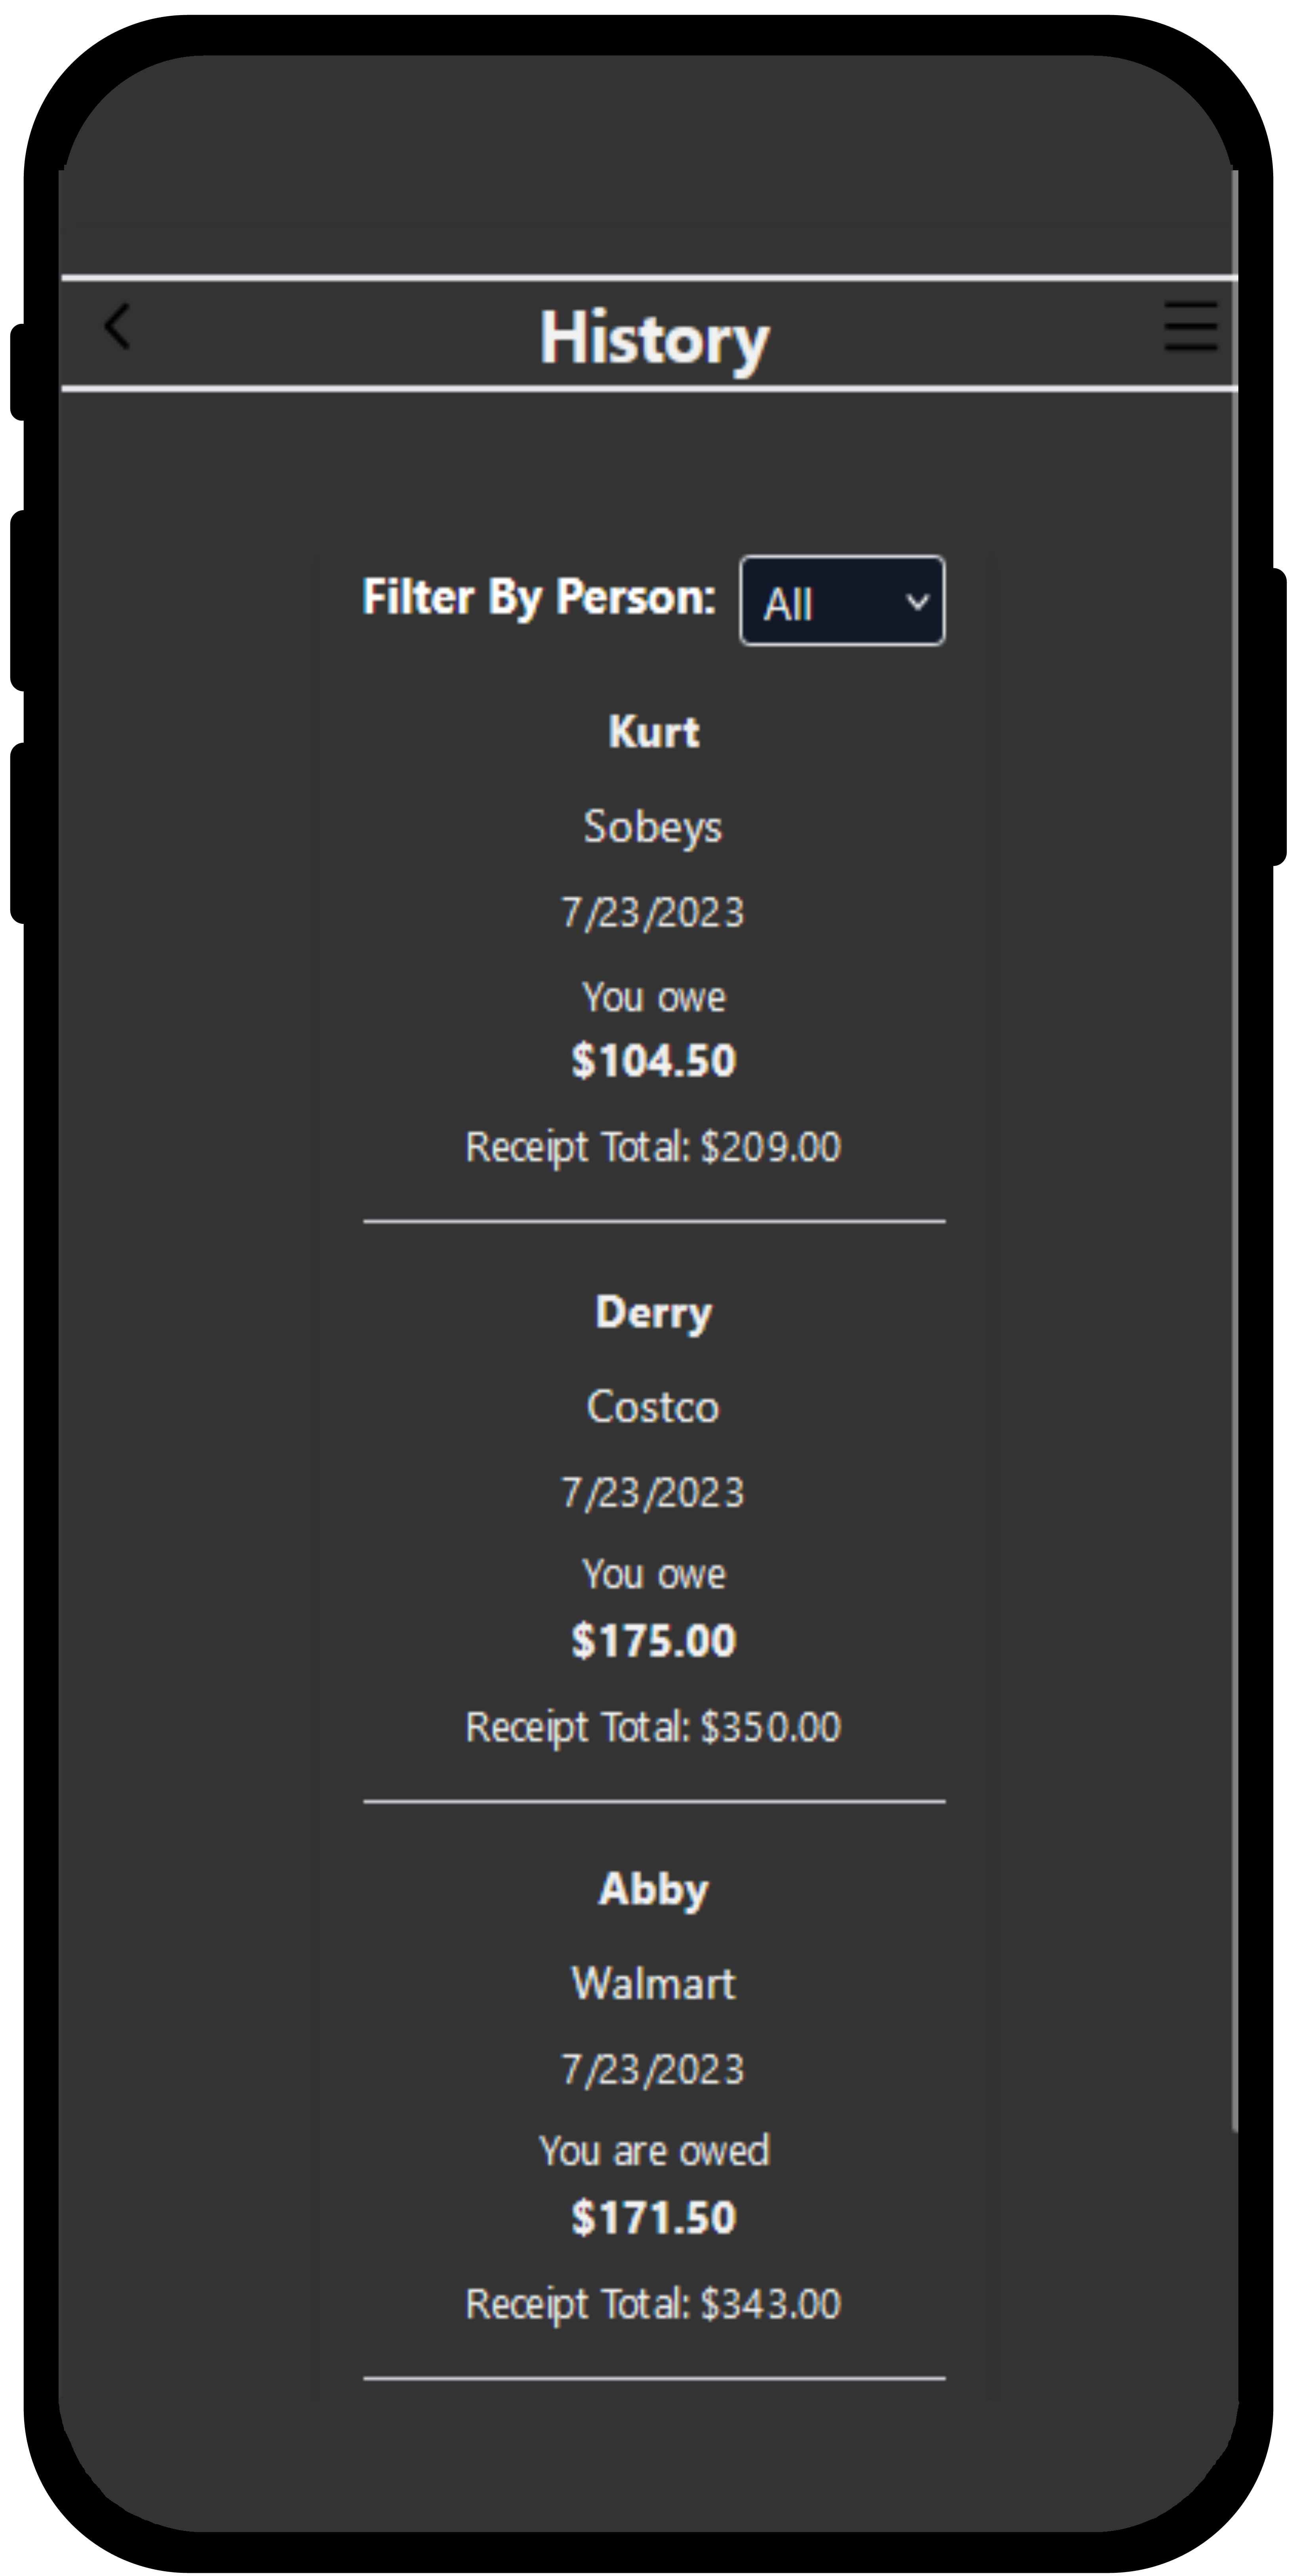 History
Filter By Person: All
Kurt
Sobeys
7/23/2023
You owe
$104.50
Receipt Total: $209.00
Derry
Costco
7/23/2023
You owe
$175.00
Receipt Total: $350.00
Abby
Walmart
7/23/2023
You are owed
$171.50
Receipt Total: $343.00